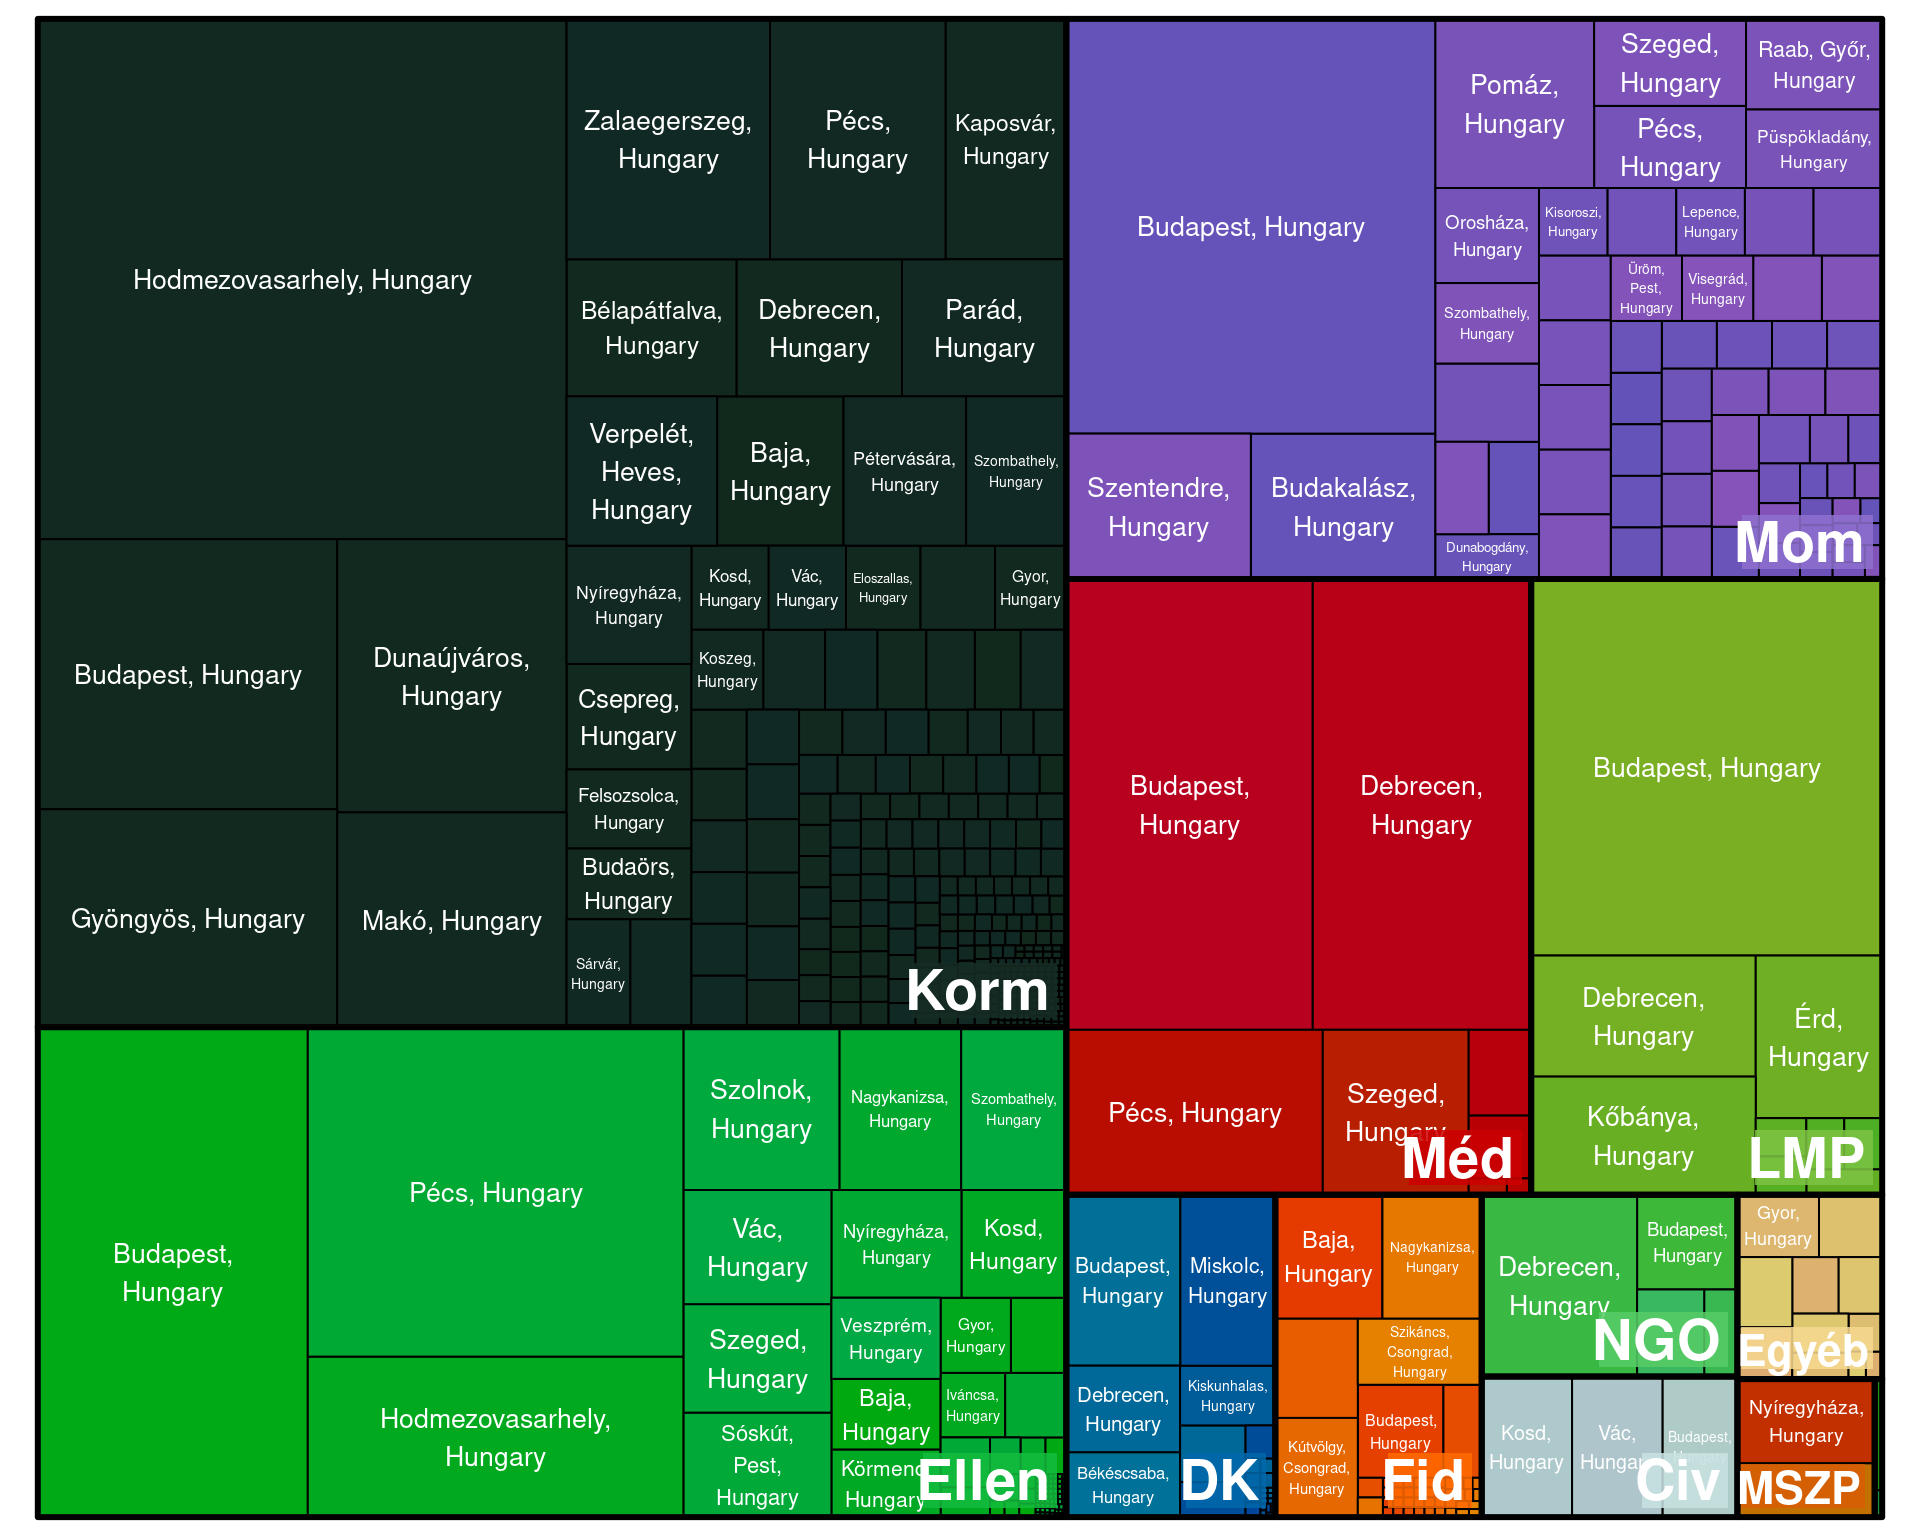 Hodmezovasarhely, Hungary
Zalaegerszeg,
Hungary
Pécs,
Hungary
Kaposvár,
Hungary
Bélapátfalva,
Hungary
Debrecen,
Hungary
Parád,
Hungary
Verpelét,
Heves,
Hungary
Baja,
Hungary
Pétervására,
Hungary
Szombathely,
Hungary
Budapest, Hungary
Dunaújváros,
Hungary
Gyöngyös, Hungary
Makó, Hungary
Nyíregyháza,
Hungary
Kosd,
Hungary
Vác,
Hungary
Eloszallas,
Hungary
Gyor,
Hungary
Koszeg,
Hungary
Csepreg,
Hungary
Felsozsolca,
Hungary
Budaörs,
Hungary
Sárvár,
Hungary
Korm
Budapest, Hungary
Pomáz,
Hungary
Szeged,
Hungary
Raab, Győr,
Hungary
Pécs,
Hungary
Püspökladány,
Hungary
Orosháza,
Hungary
Kisoroszi,
Hungary
Lepence,
Hungary
Üröm,
Pest,
Hungary
Visegrád,
Hungary
Szombathely,
Hungary
Szentendre,
Hungary
Budakalász,
Hungary
Dunabogdány,
Hungary
Mom
Budapest,
Hungary
Debrecen,
Hungary
Pécs, Hungary
Szeged,
Hungary
Méd
Budapest, Hungary
Debrecen,
Hungary
Érd,
Hungary
Kőbánya,
Hungary
LMP
Budapest,
Hungary
Pécs, Hungary
Hodmezovasarhely,
Hungary
Szolnok,
Hungary
Nagykanizsa,
Hungary
Szombathely,
Hungary
Vác,
Hungary
Nyíregyháza,
Hungary
Kosd,
Hungary
Szeged,
Hungary
Veszprém,
Hungary
Gyor,
Hungary
Baja,
Hungary
Iváncsa,
Hungary
Sóskút,
Pest,
Hungary
Körmend,
Hungary
Ellen
Budapest,
Hungary
Miskolc,
Hungary
Debrecen,
Hungary
Kiskunhalas,
Hungary
Békéscsaba,
Hungary
DK
Baja,
Hungary
Nagykanizsa,
Hungary
Szikáncs,
Csongrad,
Hungary
Budapest,
Hungary
Kútvölgy,
Csongrad,
Hungary
Fid
Debrecen,
Hungary
Budapest,
Hungary
NGO
Gyor,
Hungary
Egyéb
Kosd,
Hungary
Vác,
Hungary
Budapest,
Hungary
Civ
Nyíregyháza,
Hungary
MSZP